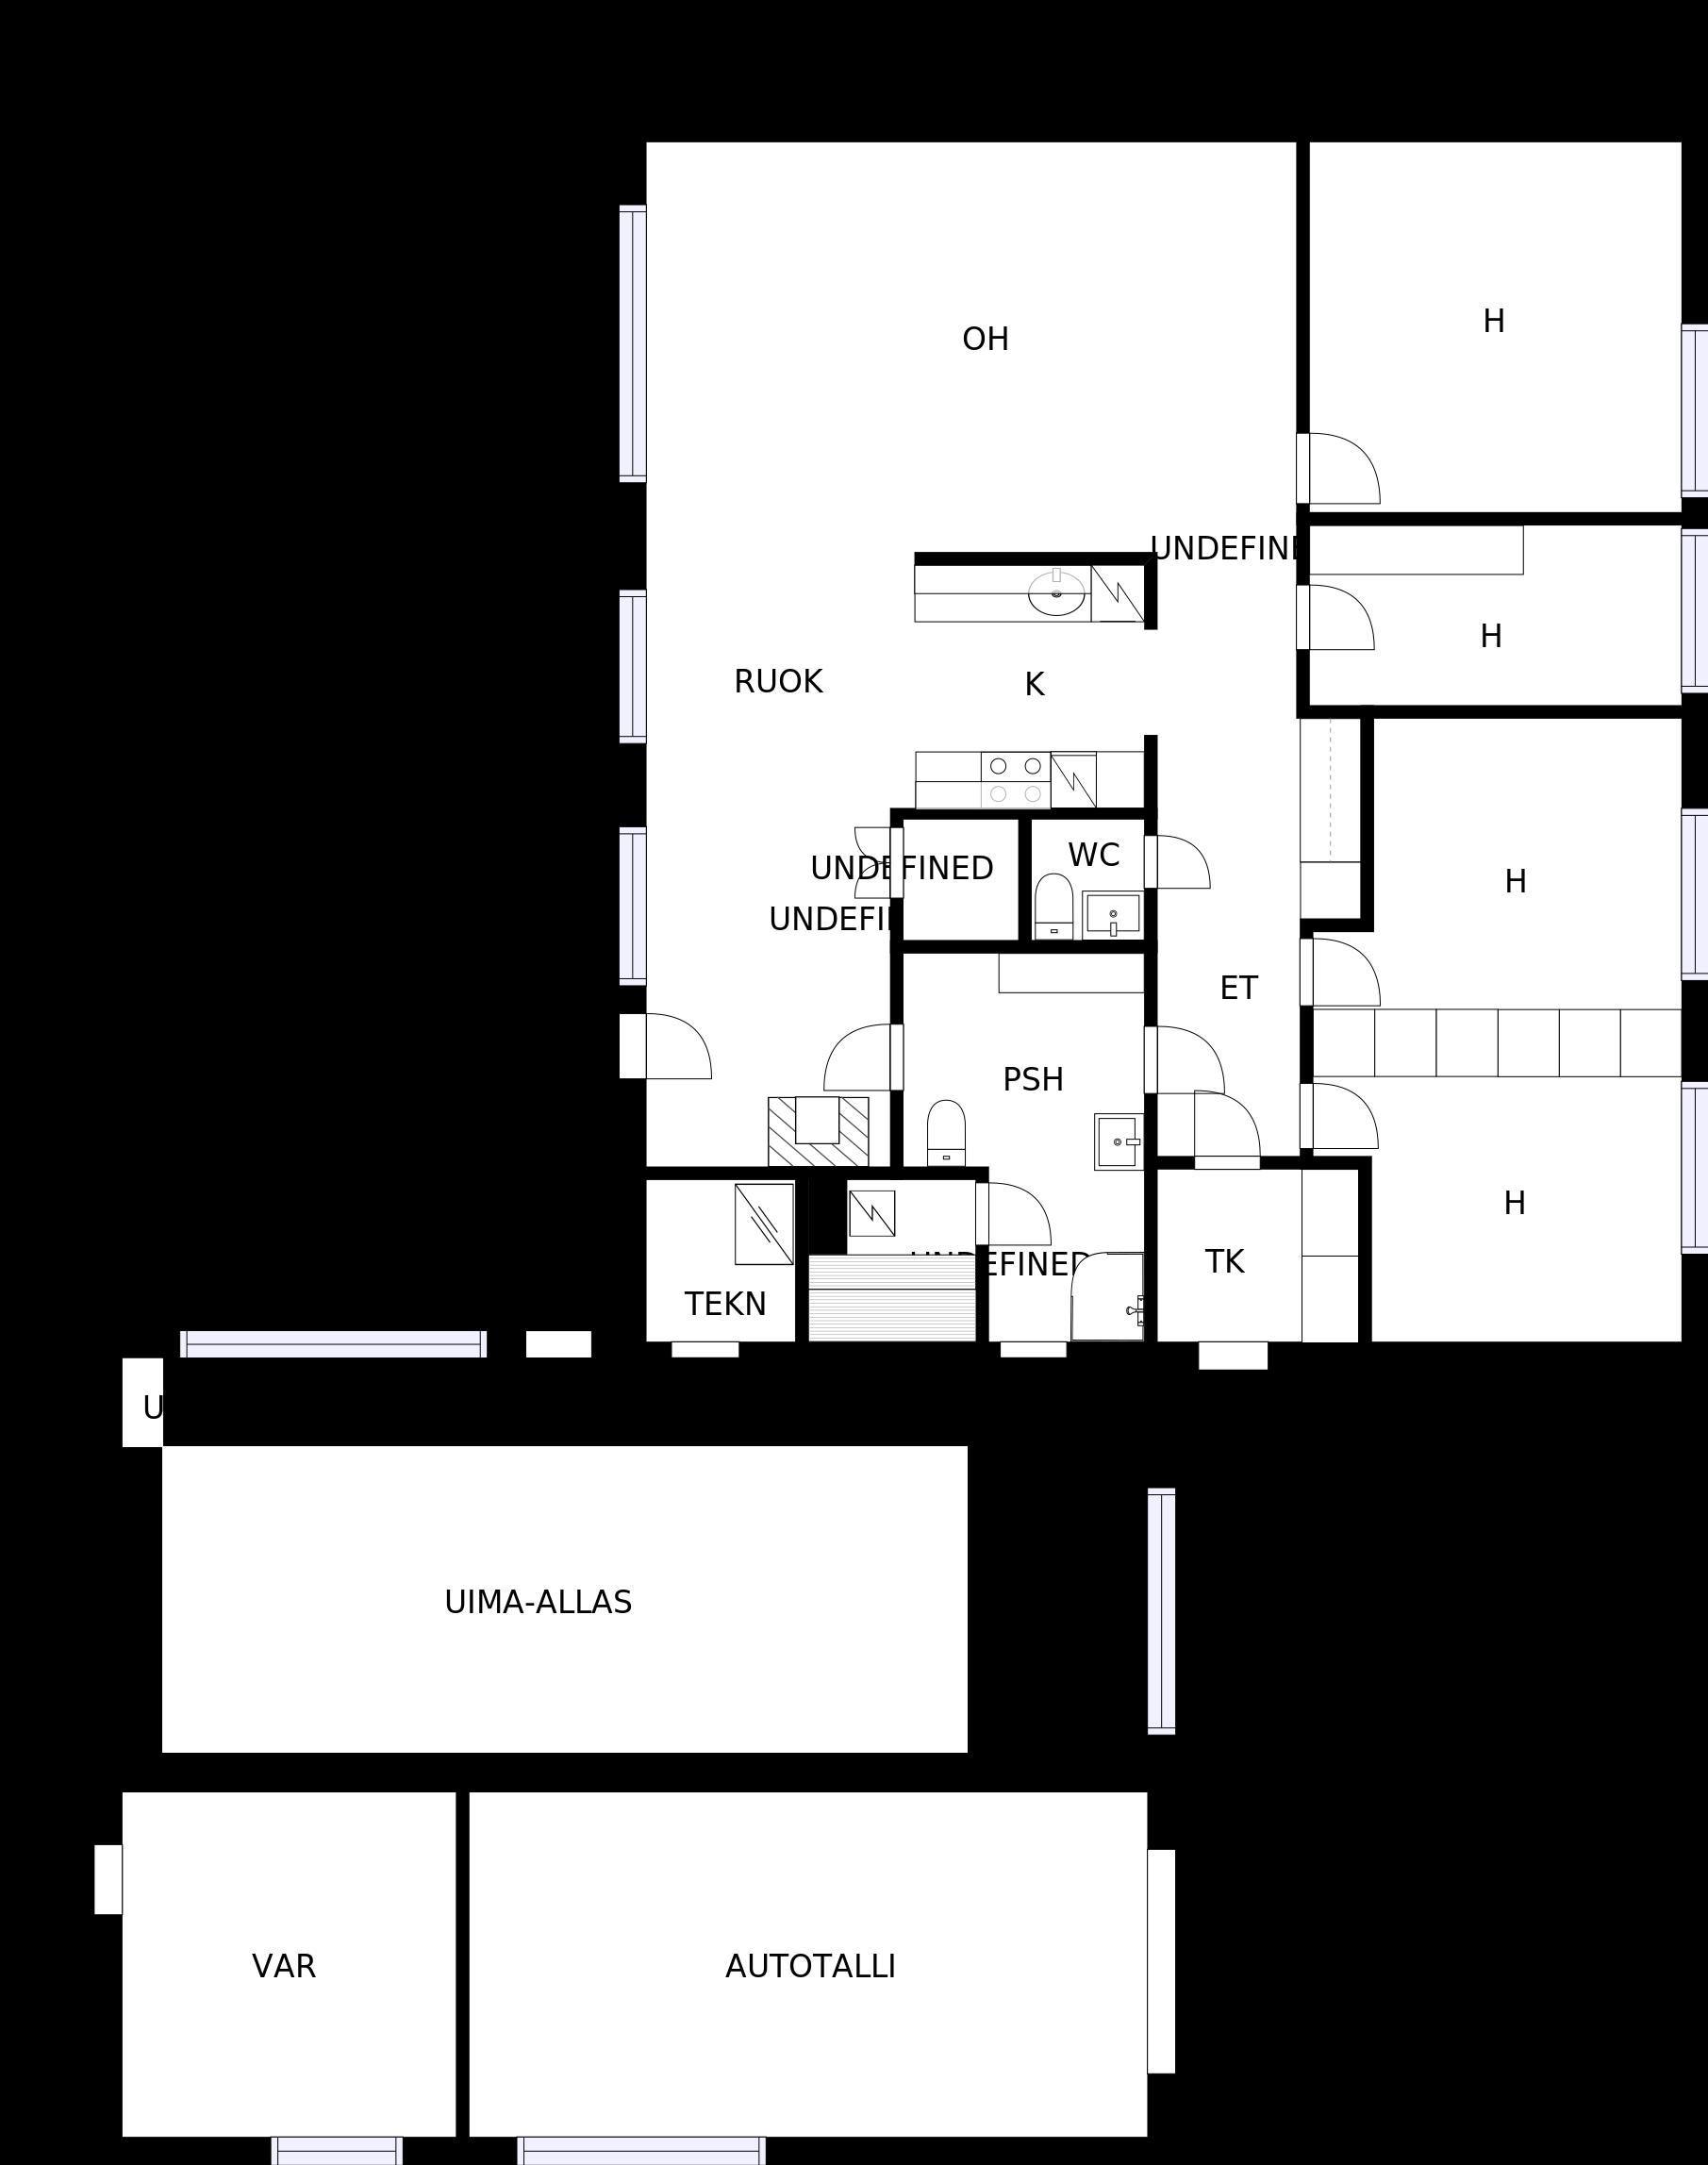 H
OH
UNDEFINE
H
RUOK
K
WC
UNDEFINED
H
UNDEFI
ET
PSH
H
TK
UNDEFINED
TEKN
U
UIMA-ALLAS
VAR
AUTOTALLI